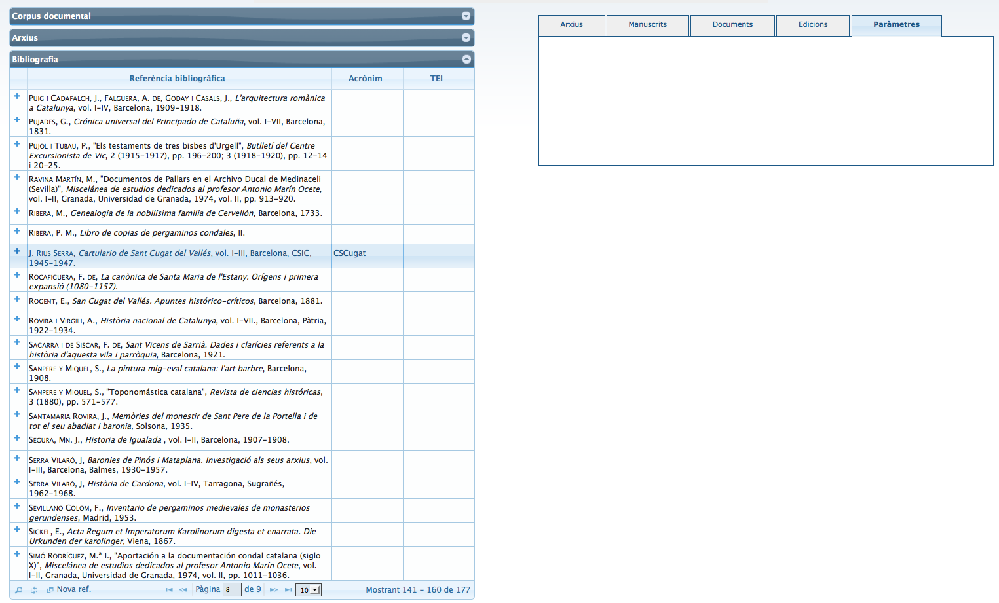 Corpus documental
Arxius
Bibliografia
Referència bibliogràfica Acrònim TEI
PUIG I CADAFALCH, J., FALGUERA, A. DE, GODAY I CASALS, J., L'arquitectura romànica
a Catalunya, vol. I-IV, Barcelona, 1909-1918.
PUJADES, G., Crónica universal del Principado de Cataluña, vol. I-VII, Barcelona,
1831.
PUJOL I TUBAU, P., "Els testaments de tres bisbes d'Urgell", Butlletí del Centre
Excursionista de Vic, 2 (1915-1917), pp. 196-200; 3 (1918-1920), pp. 12-14
i 20-25.
RAVINA MARTÍN, M., "Documentos de Pallars en el Archivo Ducal de Medinaceli
(Sevilla)", Miscelánea de estudios dedicados al profesor Antonio Marín Ocete,
vol. I-II, Granada, Universidad de Granada, 1974, vol. II, pp. 913-920.
RIBERA, M., Genealogía de la nobilísima familia de Cervellón, Barcelona, 1733.
RIBERA, P. M., Libro de copias de pergaminos condales, II.
J. RIUS SERRA, Cartulario de Sant Cugat del Vallés, vol. I-III, Barcelona, CSIC, CSCugat
1945-1947.
ROCAFIGUERA, F. DE, La canònica de Santa Maria de l'Estany. Orígens i primera
expansió (1080-1157).
ROGENT, E., San Cugat del Vallés. Apuntes histórico-críticos, Barcelona, 1881.
ROVIRA I VIRGILI, A., Història nacional de Catalunya, vol. I-VII., Barcelona, Pàtria,
1922-1934.
SAGARRA I DE SISCAR, F. DE, Sant Vicens de Sarrià. Dades i clarícies referents a la
història d'aquesta vila i parròquia, Barcelona, 1921.
SANPERE Y MIQUEL, S., La pintura mig-eval catalana: l'art barbre, Barcelona,
1908.
SANPERE Y MIQUEL, S., "Toponomástica catalana", Revista de ciencias históricas,
3 (1880), pp. 571-577.
SANTAMARIA ROVIRA, J., Memòries del monestir de Sant Pere de la Portella i de
tot el seu abadiat i baronia, Solsona, 1935.
SEGURA, MN. J., Historia de Igualada , vol. I-II, Barcelona, 1907-1908.
SERRA VILARÓ, J, Baronies de Pinós i Mataplana. Investigació als seus arxius, vol.
I-III, Barcelona, Balmes, 1930-1957.
SERRA VILARÓ, J, Història de Cardona, vol. I-IV, Tarragona, Sugrañés,
1962-1968.
SEVILLANO COLOM, F., Inventario de pergaminos medievales de monasterios
gerundenses, Madrid, 1953.
SICKEL, E., Acta Regum et Imperatorum Karolinorum digesta et enarrata. Die
Urkunden der karolinger, Viena, 1867.
SIMÓ RODRÍGUEZ, M.ª I., "Aportación a la documentación condal catalana (siglo
X)", Miscelánea de estudios dedicados al profesor Antonio Marín Ocete, vol.
I-II, Granada, Universidad de Granada, 1974, vol. II, pp. 1011-1036.
Nova ref. Pàgina 8 de 9 10 Mostrant 141 - 160 de 177
Arxius Manuscrits Documents Edicions Paràmetres